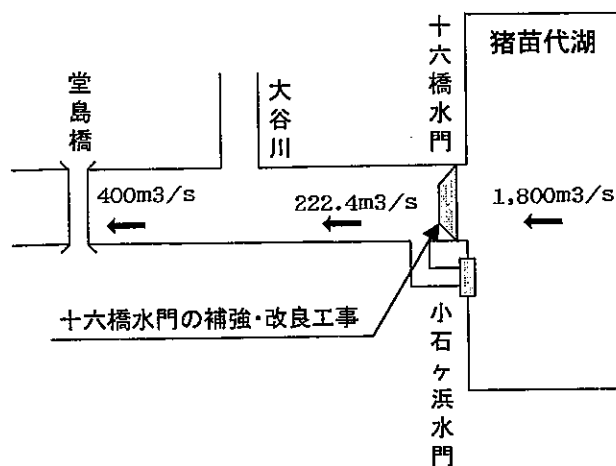 猪苗代湖
十六橋水門
大谷川
堂島橋
400m3/s
222.4m3/s
1,800m3/s
十六橋水門の補強・改良工事
小石ヶ浜水門